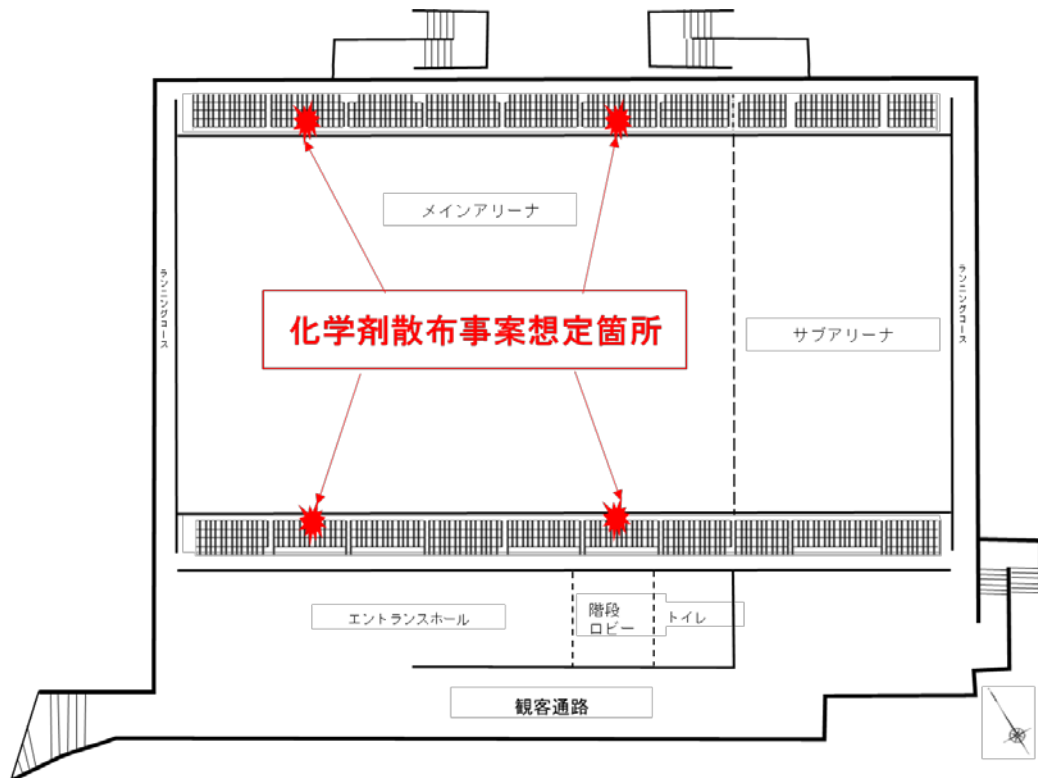 メインアリーナ
ランニングコース
ランニングコース
化学剤散布事案想定箇所
サブアリーナ
エントランスホール
階段
ロビー
トイレ
観客通路